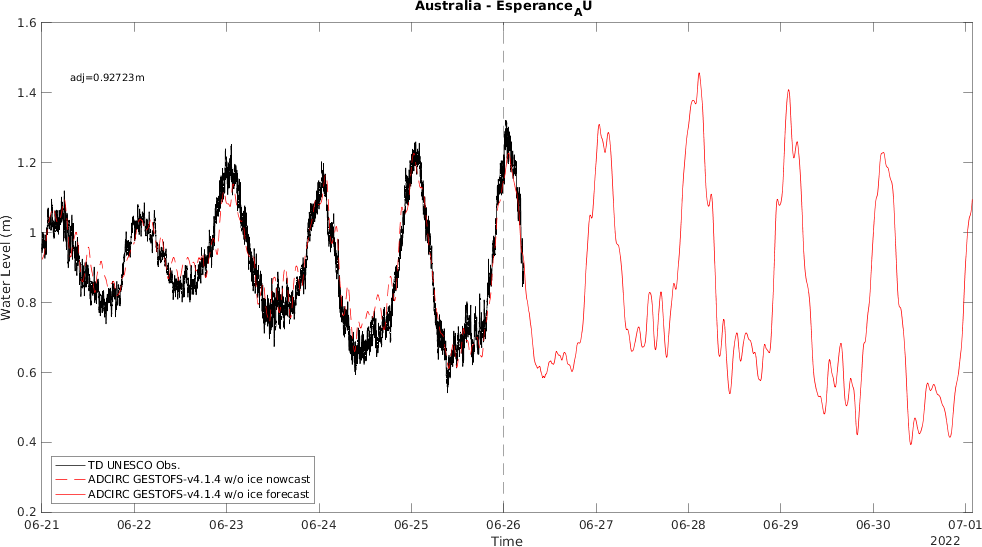 Australia - Esperance_AU
adj=0.92723m
Water Level (m)
1.6
1.4
1.2
1
0.8
0.6
0.4
0.2
TD UNESCO Obs.
ADCIRC GESTOFS-v4.1.4 w/o ice nowcast
ADCIRC GESTOFS-v4.1.4 w/o ice forecast
06-21 06-22 06-23 06-24 06-25 06-26 06-27 06-28 06-29 06-30 07-01
Time
2022